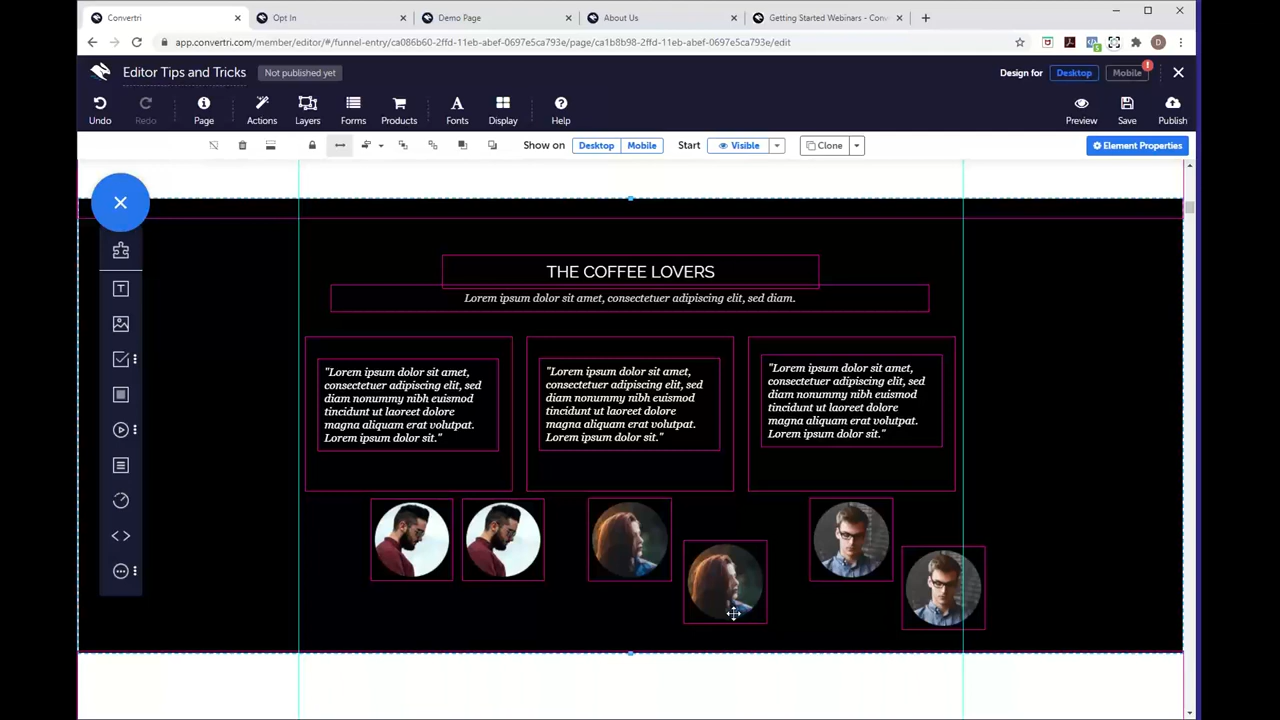 Convertri
Opt In
Demo Page
About Us
Getting Started Webinars - Conv
app.convertri.com/member/editor/#/funnel-entry/ca086b60-2ffd-11eb-abef-0697e5ca793e/page/ca1b8b98-2ffd-11eb-abef-0697e5ca793e/edit
D
Editor Tips and Tricks
Not published yet
Design for
Desktop
Mobile
!
Undo
Redo
Page
Actions
Layers
Forms
Products
Fonts
Display
Help
Preview
Save
Publish
Show on
Desktop
Mobile
Start
Visible
Clone
Element Properties
THE COFFEE LOVERS
Lorem ipsum dolor sit amet, consectetuer adipiscing elit, sed diam.
"Lorem ipsum dolor sit amet,
consectetuer adipiscing elit, sed
diam nonummy nibh euismod
tincidunt ut laoreet dolore
magna aliquam erat volutpat.
Lorem ipsum dolor sit."
"Lorem ipsum dolor sit amet,
consectetuer adipiscing elit, sed
diam nonummy nibh euismod
tincidunt ut laoreet dolore
magna aliquam erat volutpat.
Lorem ipsum dolor sit."
"Lorem ipsum dolor sit amet,
consectetuer adipiscing elit, sed
diam nonummy nibh euismod
tincidunt ut laoreet dolore
magna aliquam erat volutpat.
Lorem ipsum dolor sit."